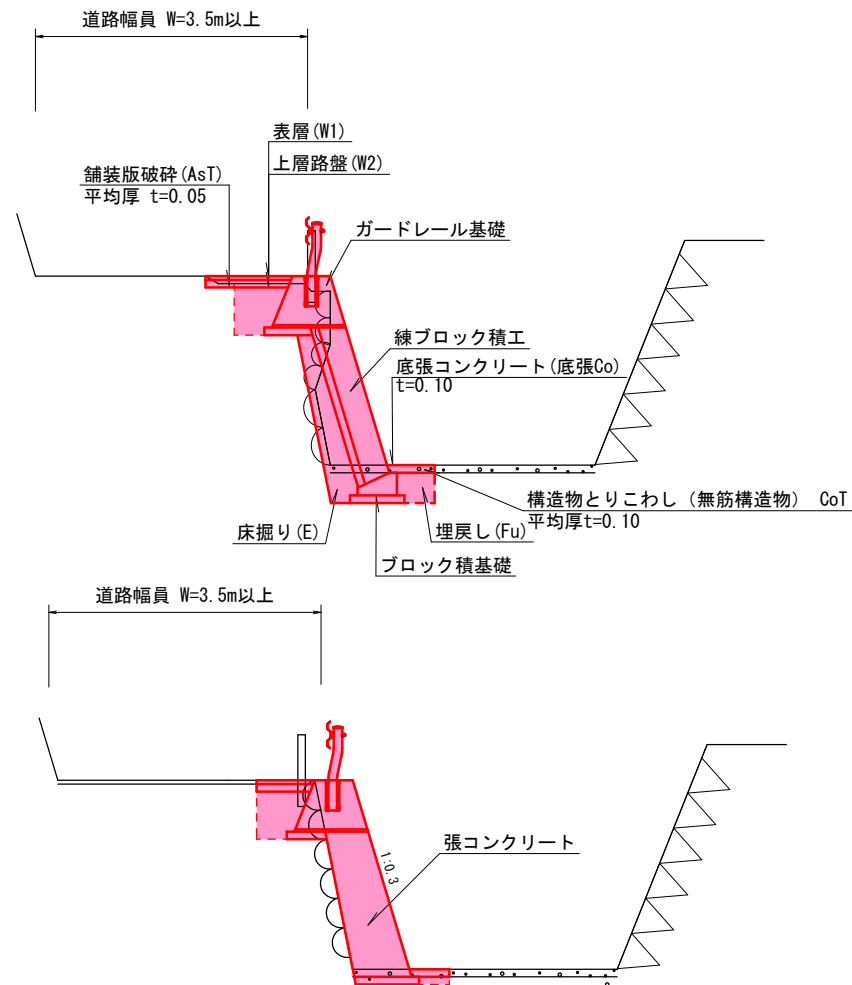 道路幅員 W=3.5m以上
表層(W1)
上層路盤(W2)
舗装版破砕(AsT)
平均厚 t=0.05
ガードレール基礎
練ブロック積工
底張コンクリート(底張Co)
t=0.10
構造物とりこわし(無筋構造物) CoT
平均厚t=0.10
床掘り(E)
埋戻し(Fu)
ブロック積基礎
道路幅員 W=3.5m以上
張コンクリート
1:0.3